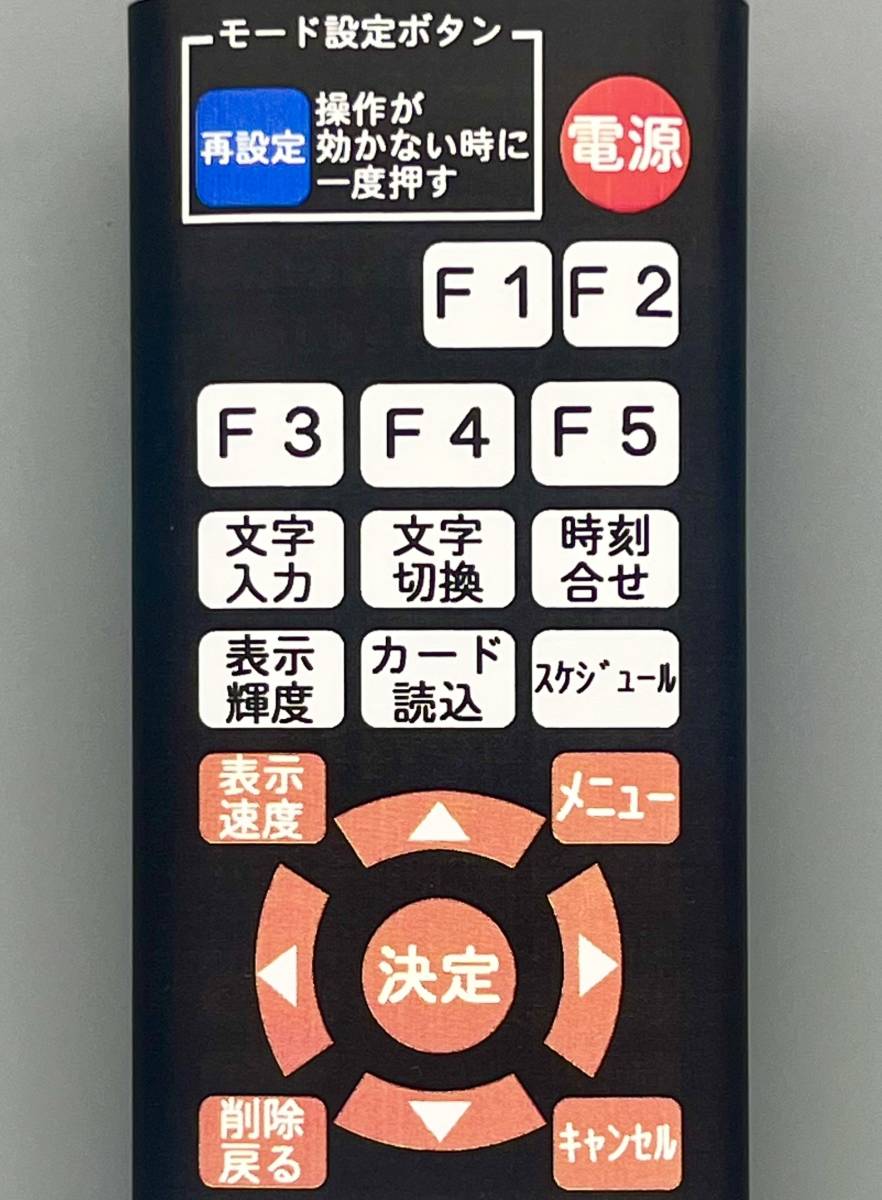 モード設定ボタン
再設定
操作が
効かない時に
一度押す
電源
F1
F2
F3
F4
F5
文字
入力
文字
切換
時刻
合せ
表示
輝度
カード
読込
スケジュール
表示
速度
メニュー
決定
削除
戻る
キャンセル